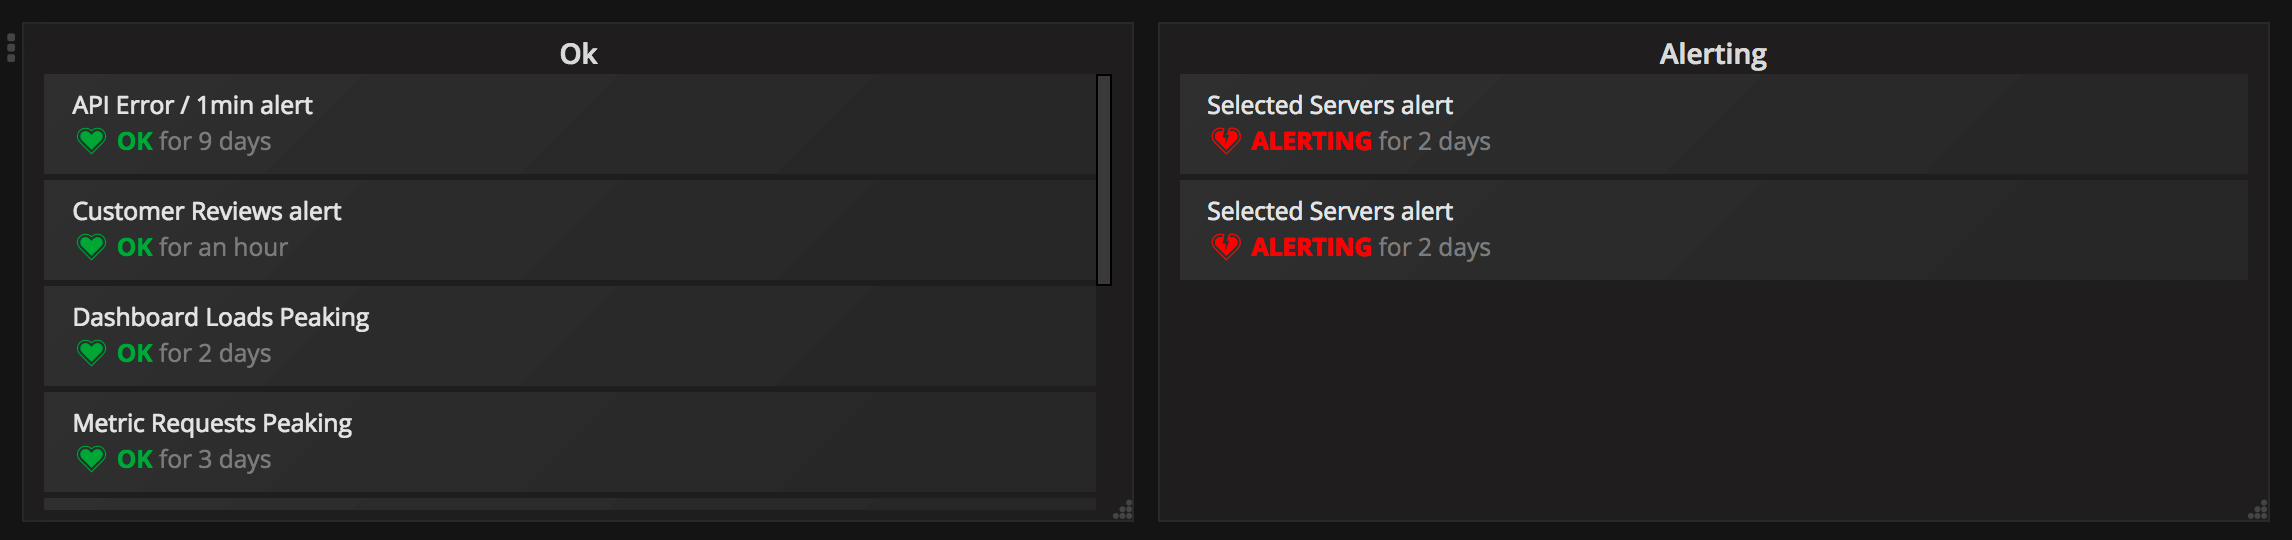 Ok
API Error / 1min alert
OK for 9 days
Customer Reviews alert
OK for an hour
Dashboard Loads Peaking
OK for 2 days
Metric Requests Peaking
OK for 3 days
Alerting
Selected Servers alert
ALERTING for 2 days
Selected Servers alert
ALERTING for 2 days